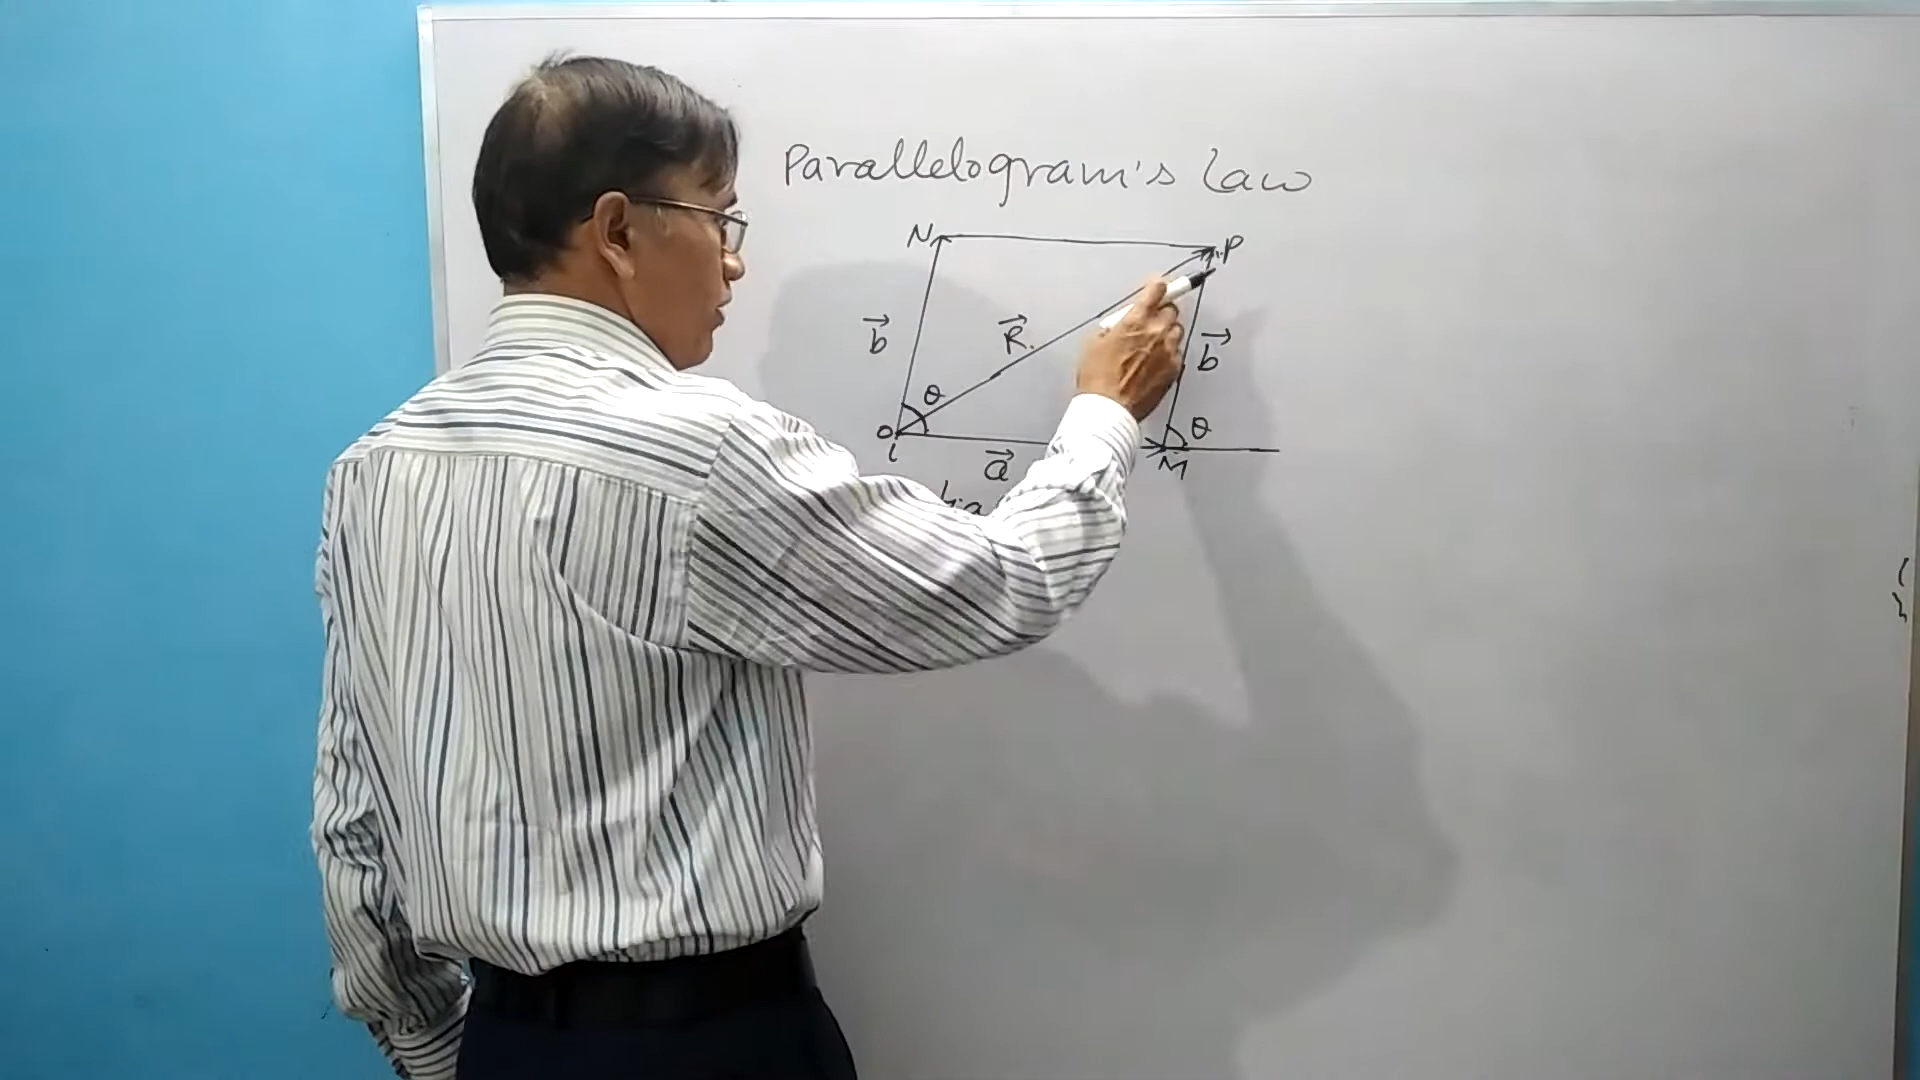 Parallelogram's Law
N P
b R. b
θ
O θ
a M